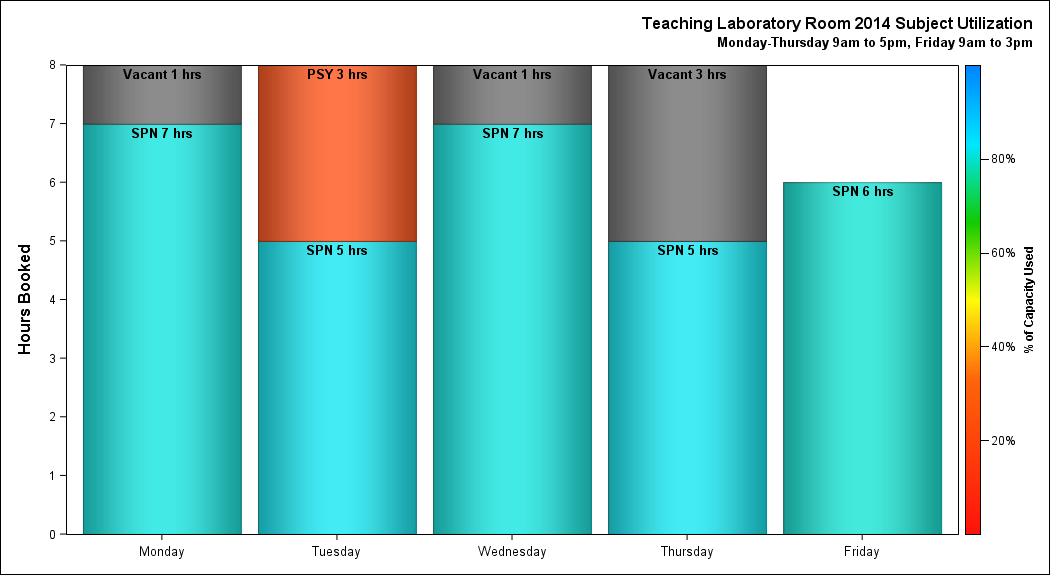 Teaching Laboratory Room 2014 Subject Utilization
Monday-Thursday 9am to 5pm, Friday 9am to 3pm
Hours Booked
8
7
6
5
4
3
2
1
0
Vacant 1 hrs
SPN 7 hrs
PSY 3 hrs
SPN 5 hrs
Vacant 1 hrs
SPN 7 hrs
Vacant 3 hrs
SPN 5 hrs
SPN 6 hrs
Monday
Tuesday
Wednesday
Thursday
Friday
80%
60%
40%
20%
% of Capacity Used